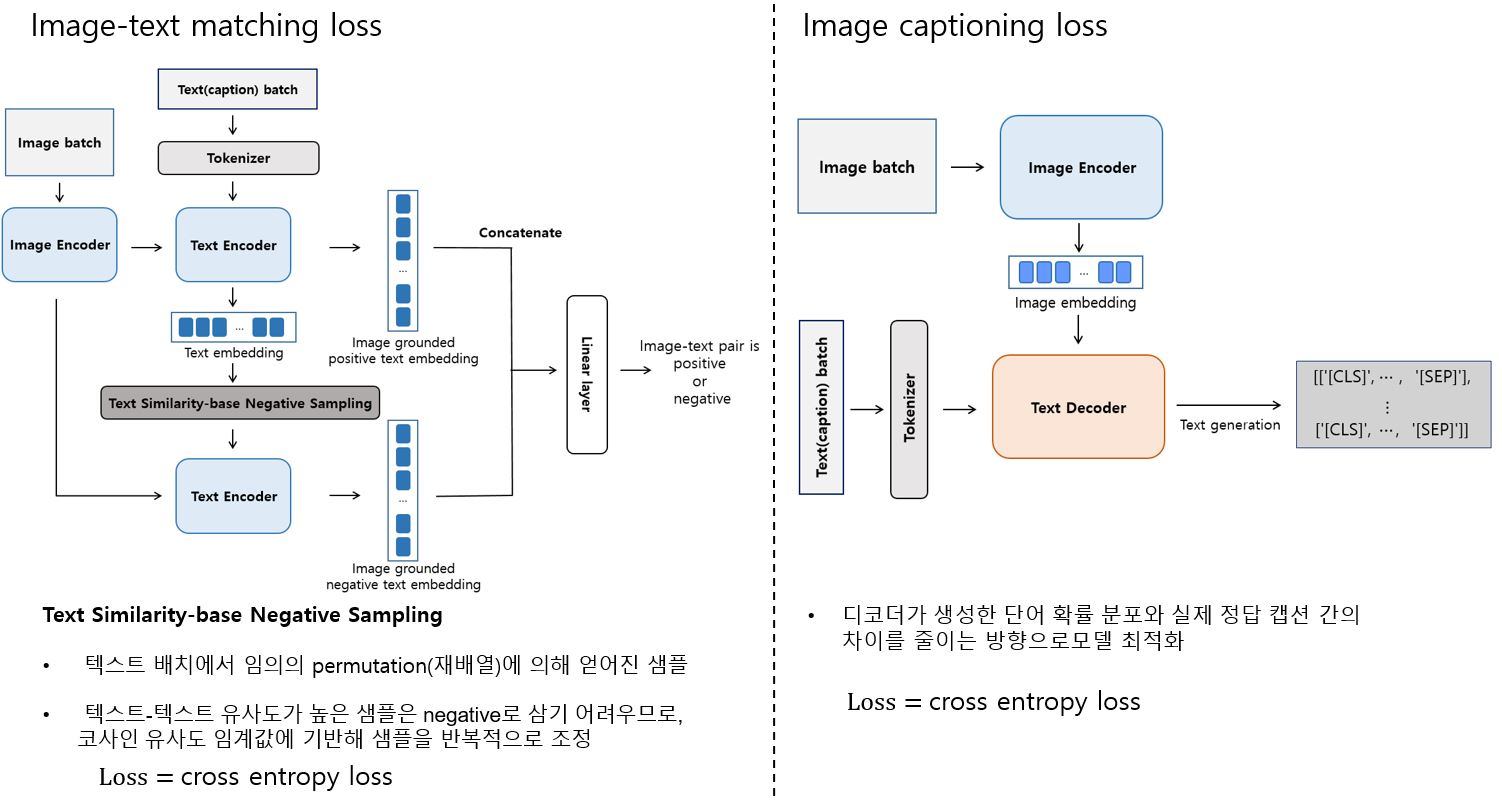 Image-text matching loss
Text(caption) batch
Image batch
Tokenizer
Image Encoder
Text Encoder
Concatenate
...
...
Text embedding
Image grounded
positive text embedding
Linear layer
Image-text pair is
positive
or
negative
Text Similarity-base Negative Sampling
Text Encoder
...
Image grounded
negative text embedding
Text Similarity-base Negative Sampling
• 텍스트 배치에서 임의의 permutation(재배열)에 의해 얻어진 샘플
• 텍스트-텍스트 유사도가 높은 샘플은 negative로 삼기 어려우므로,
코사인 유사도 임계값에 기반해 샘플을 반복적으로 조정
Loss = cross entropy loss
Image captioning loss
Image batch
Image Encoder
...
Image embedding
Text(caption) batch
Tokenizer
Text Decoder
Text generation
[['[CLS]', ⋯ , '[SEP]'],
⋮
['[CLS]', ⋯, '[SEP]']]
• 디코더가 생성한 단어 확률 분포와 실제 정답 캡션 간의
차이를 줄이는 방향으로모델 최적화
Loss = cross entropy loss